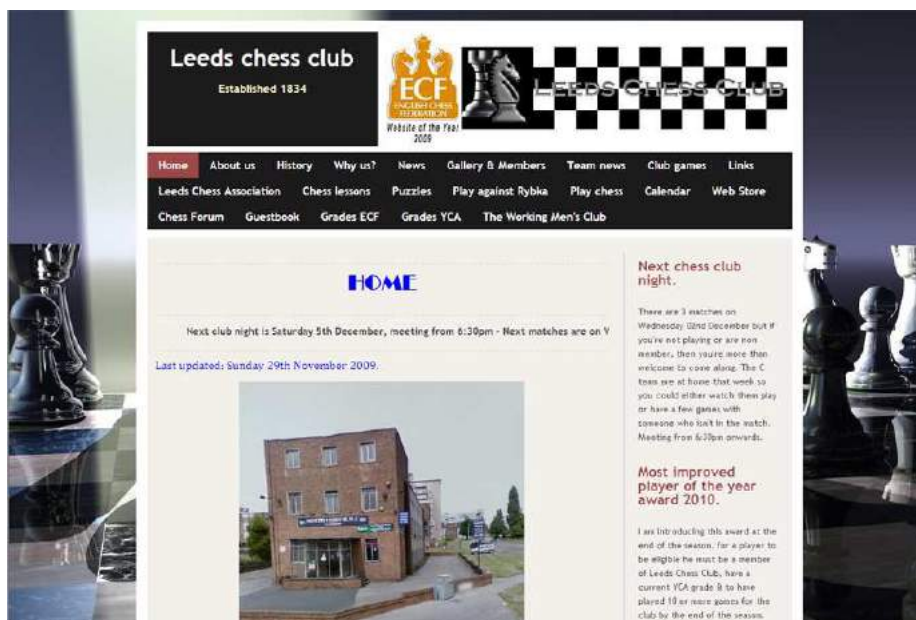 Leeds chess club
Established 1834
ECF
ENGLISH CHESS
FEDERATION
Website of the Year
2009
LEEDS CHESS CLUB
Home About us History Why us? News Gallery & Members Team news Club games Links
Leeds Chess Association Chess lessons Puzzles Play against Rybka Play chess Calendar Web Store
Chess Forum Guestbook Grades ECF Grades YCA The Working Men's Club
HOME
Next club night is Saturday 5th December, meeting from 6:30pm - Next matches are on
Last updated: Sunday 29th November 2009.
Next chess club
night.
There are 3 matches on
Wednesday 02nd December but if
you're not playing or are non
member, then you're more than
welcome to come along. The C
team are at home that week so
you could either watch them play
or have a few games with
someone who isn't in the match.
Meeting from 6:30pm onwards.
Most improved
player of the year
award 2010.
I am introducing this award at the
end of the season, for a player to
be eligible he must be a member
of Leeds Chess Club, have a
current YCA grade & to have
played 10 or more games for the
club by the end of the season.